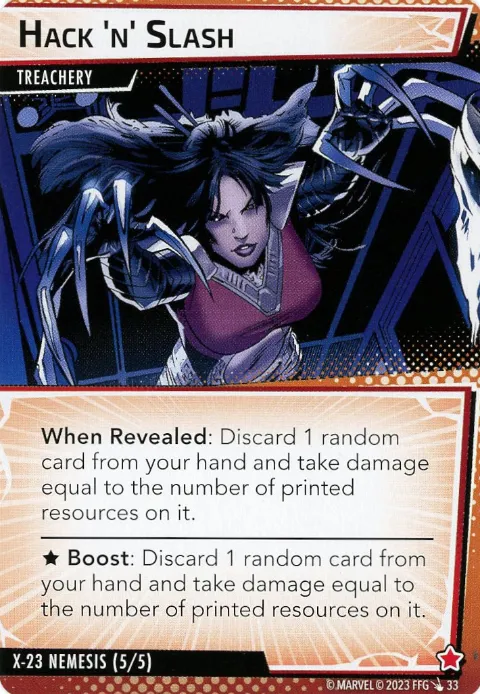 Hack 'n' Slash
TREACHERY
When Revealed: Discard 1 random
card from your hand and take damage
equal to the number of printed
resources on it.
★ Boost: Discard 1 random card from
your hand and take damage equal to
the number of printed resources on it.
X-23 NEMESIS (5/5)
© MARVEL © 2023 FFG 33